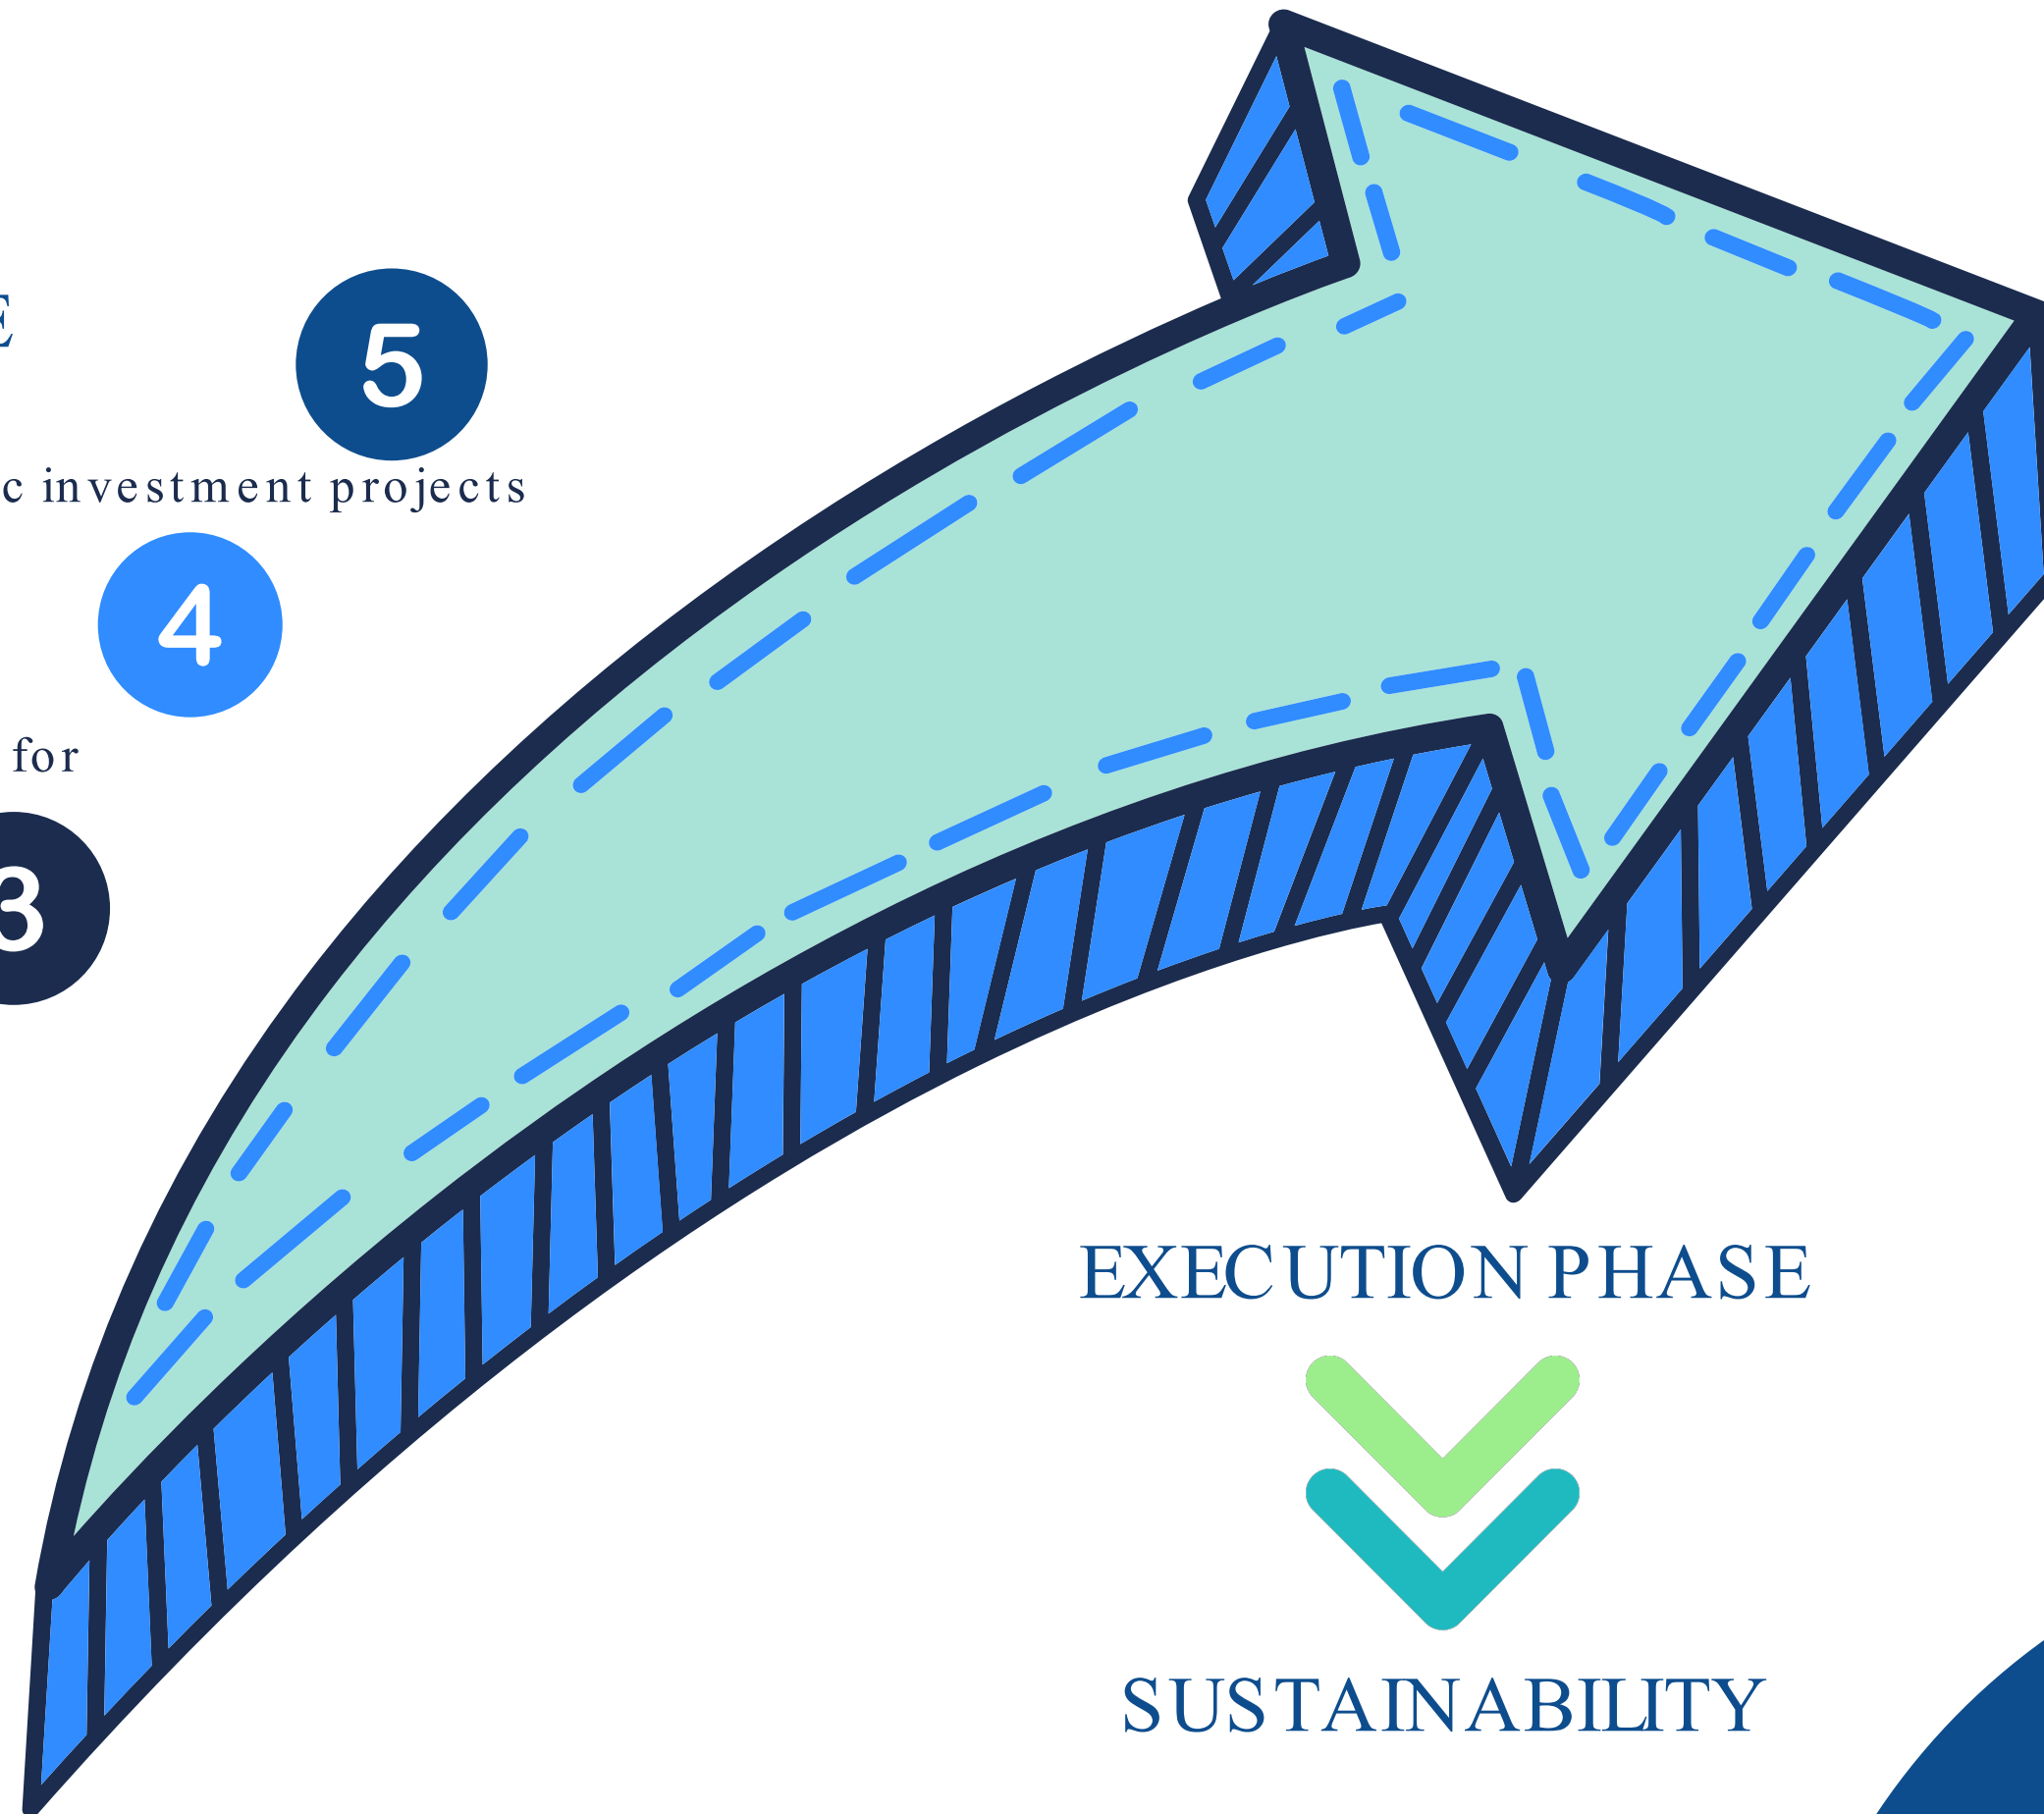 5
c investment projects
4
for
3
EXECUTION PHASE
SUSTAINABILITY